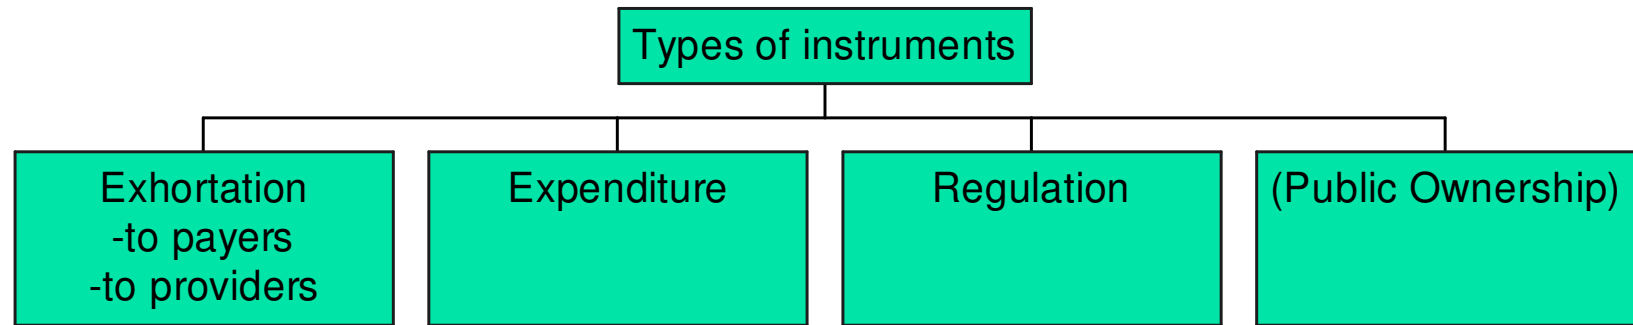 Types of instruments
Exhortation
-to payers
-to providers
Expenditure
Regulation
(Public Ownership)